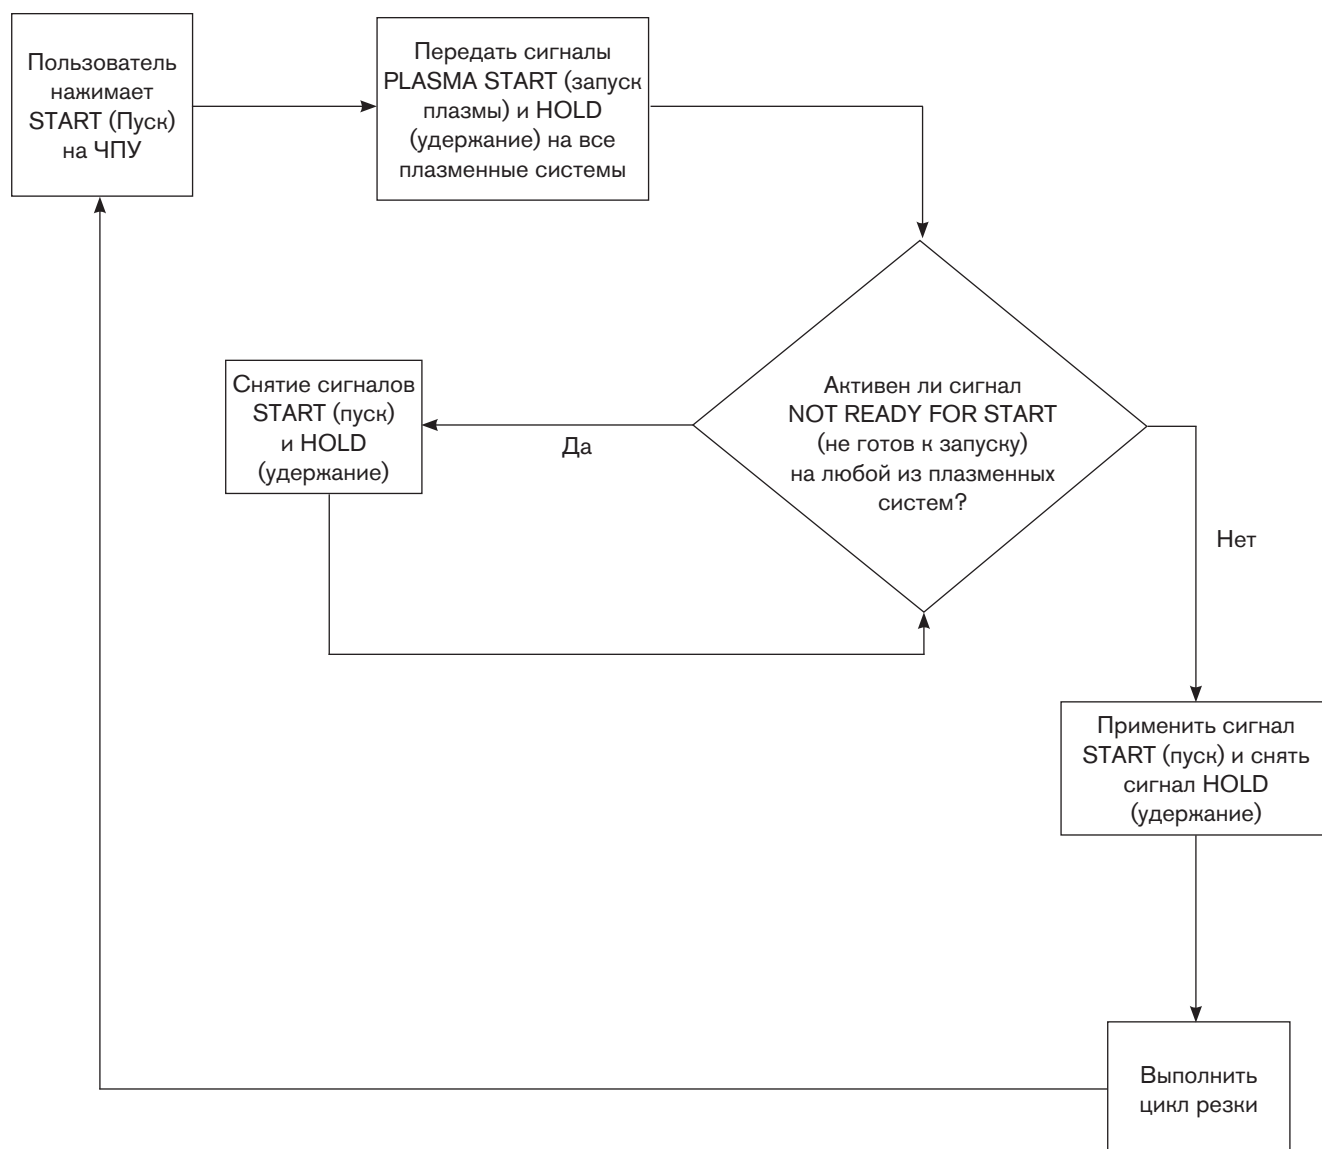 Пользователь
нажимает
START (Пуск)
на ЧПУ
Передать сигналы
PLASMA START (запуск
плазмы) и HOLD
(удержание) на все
плазменные системы
Активен ли сигнал
NOT READY FOR START
(не готов к запуску)
на любой из плазменных
систем?
Да
Снятие сигналов
START (пуск)
и HOLD
(удержание)
Нет
Применить сигнал
START (пуск) и снять
сигнал HOLD
(удержание)
Выполнить
цикл резки